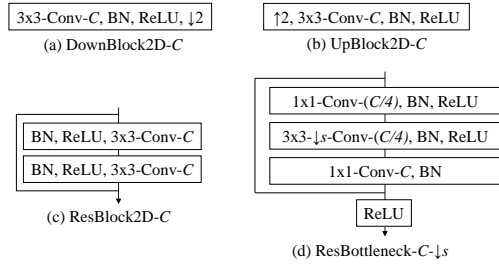 3x3-Conv-C, BN, ReLU, ↓2
(a) DownBlock2D-C
↑2, 3x3-Conv-C, BN, ReLU
(b) UpBlock2D-C
BN, ReLU, 3x3-Conv-C
BN, ReLU, 3x3-Conv-C
(c) ResBlock2D-C
1x1-Conv-(C/4), BN, ReLU
3x3-↓s-Conv-(C/4), BN, ReLU
1x1-Conv-C, BN
ReLU
(d) ResBottleneck-C-↓s